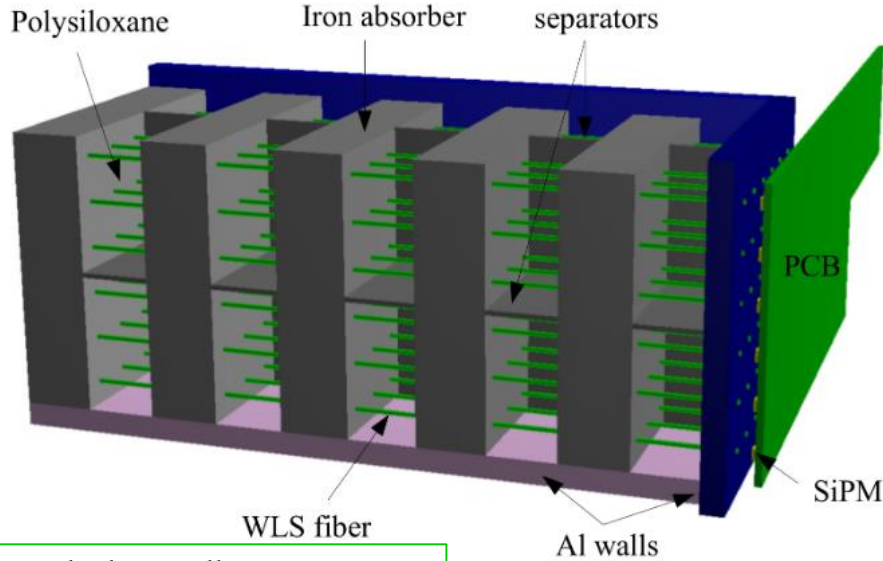 Polysiloxane
Iron absorber
separators
PCB
SiPM
WLS fiber
Al walls